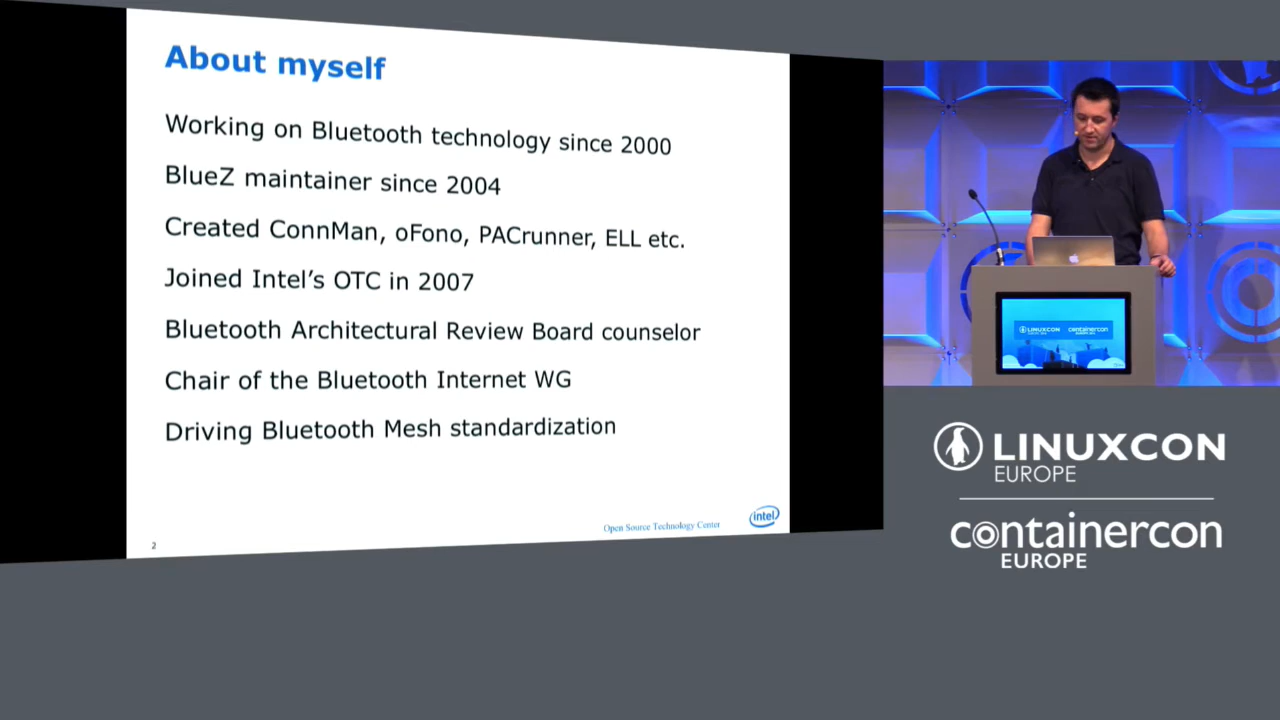 About myself
Working on Bluetooth technology since 2000
BlueZ maintainer since 2004
Created ConnMan, oFono, PACrunner, ELL etc.
Joined Intel's OTC in 2007
Bluetooth Architectural Review Board counselor
Chair of the Bluetooth Internet WG
Driving Bluetooth Mesh standardization
Open Source Technology Center
intel
2
LINUXCON
containercon
LINUXCON
EUROPE
containercon
EUROPE